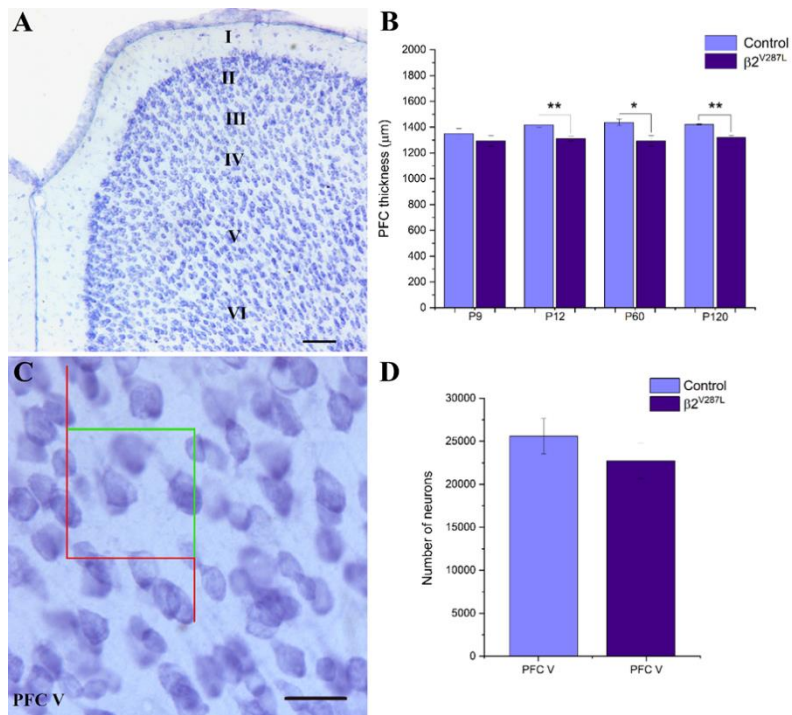 A
I
II
III
IV
V
VI
B
Control
β2V287L
PFC thickness (μm)
2000
1800
1600
1400
1200
1000
800
600
400
200
0
**
*
**
P9
P12
P60
P120
C
PFC V
D
Control
β2V287L
Number of neurons
30000
25000
20000
15000
10000
5000
0
PFC V
PFC V